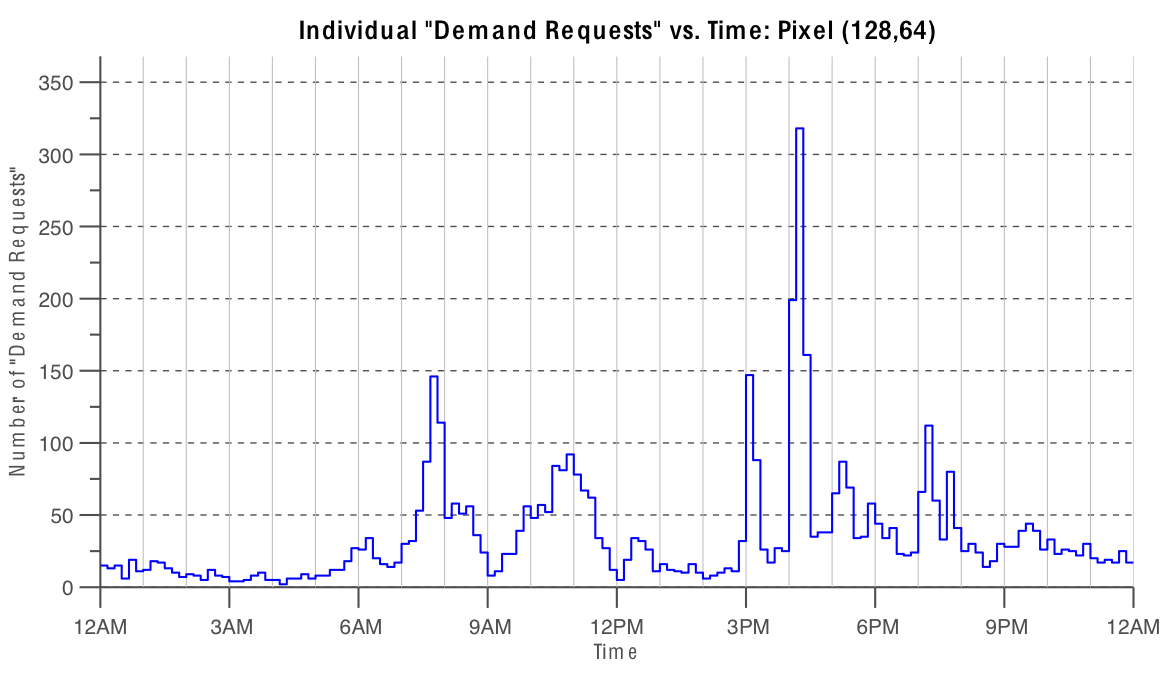 Individual "Demand Requests" vs. Time: Pixel (128,64)
Number of "Demand Requests"
350
300
250
200
150
100
50
0
12AM 3AM 6AM 9AM 12PM 3PM 6PM 9PM 12AM
Time